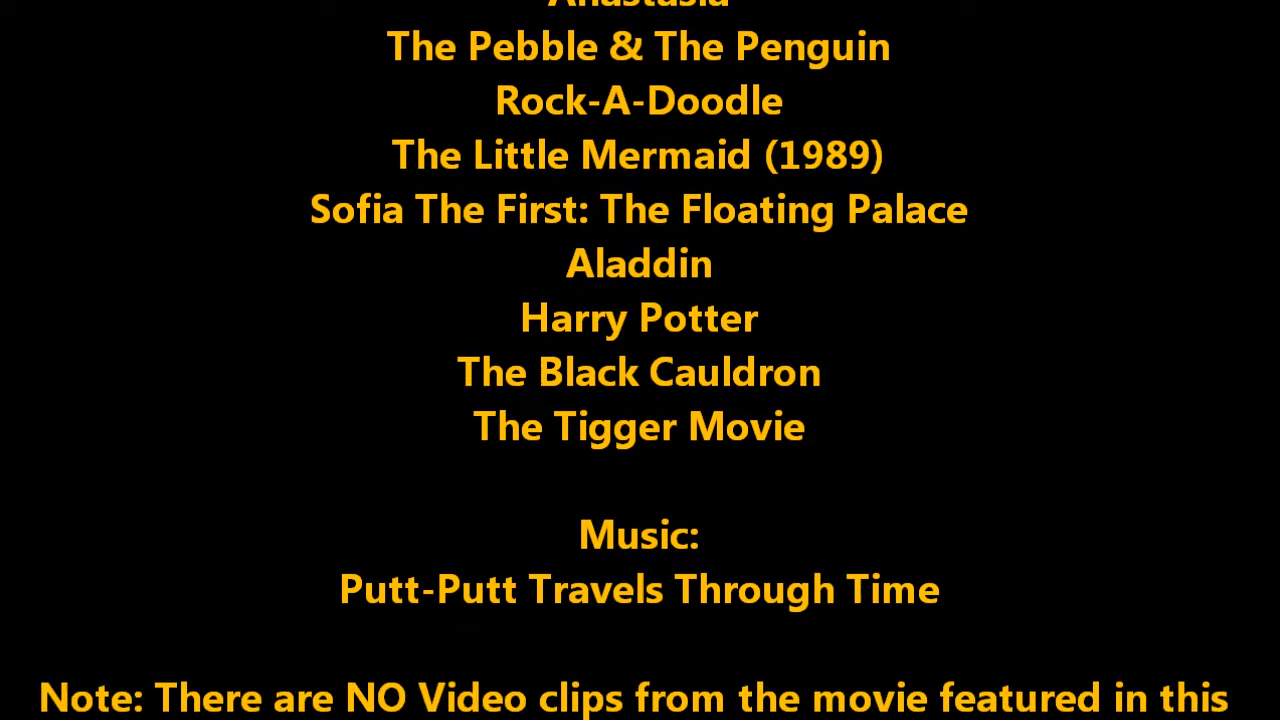 Anastasia
The Pebble & The Penguin
Rock-A-Doodle
The Little Mermaid (1989)
Sofia The First: The Floating Palace
Aladdin
Harry Potter
The Black Cauldron
The Tigger Movie
Music:
Putt-Putt Travels Through Time
Note: There are NO Video clips from the movie featured in this